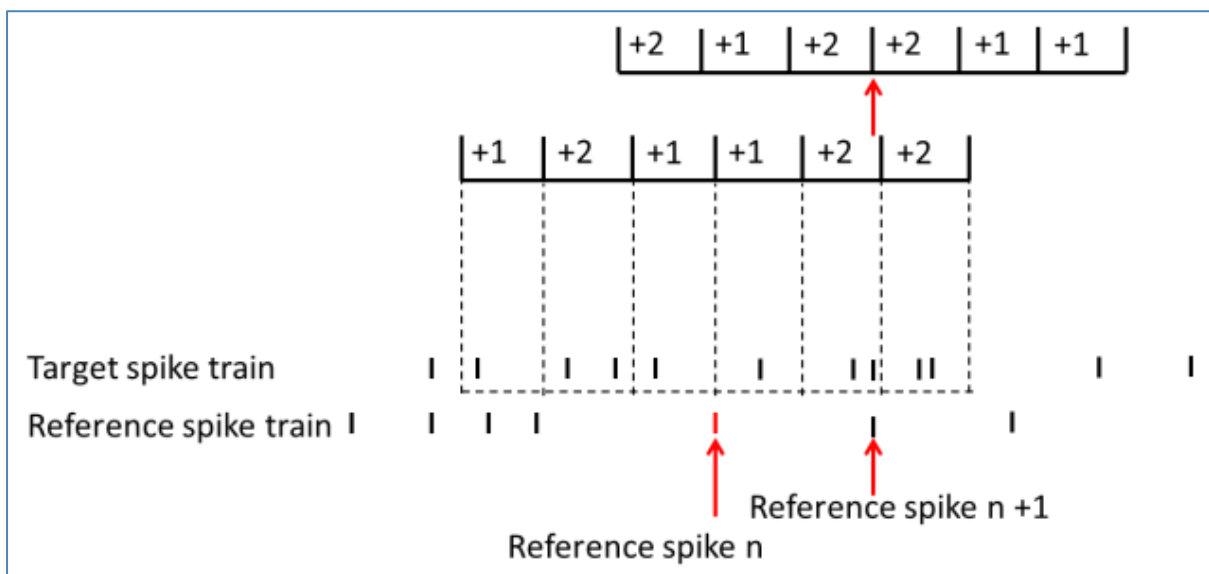 +2 +1 +2 +2 +1 +1
+1 +2 +1 +1 +2 +2
Target spike train
Reference spike train
Reference spike n +1
Reference spike n